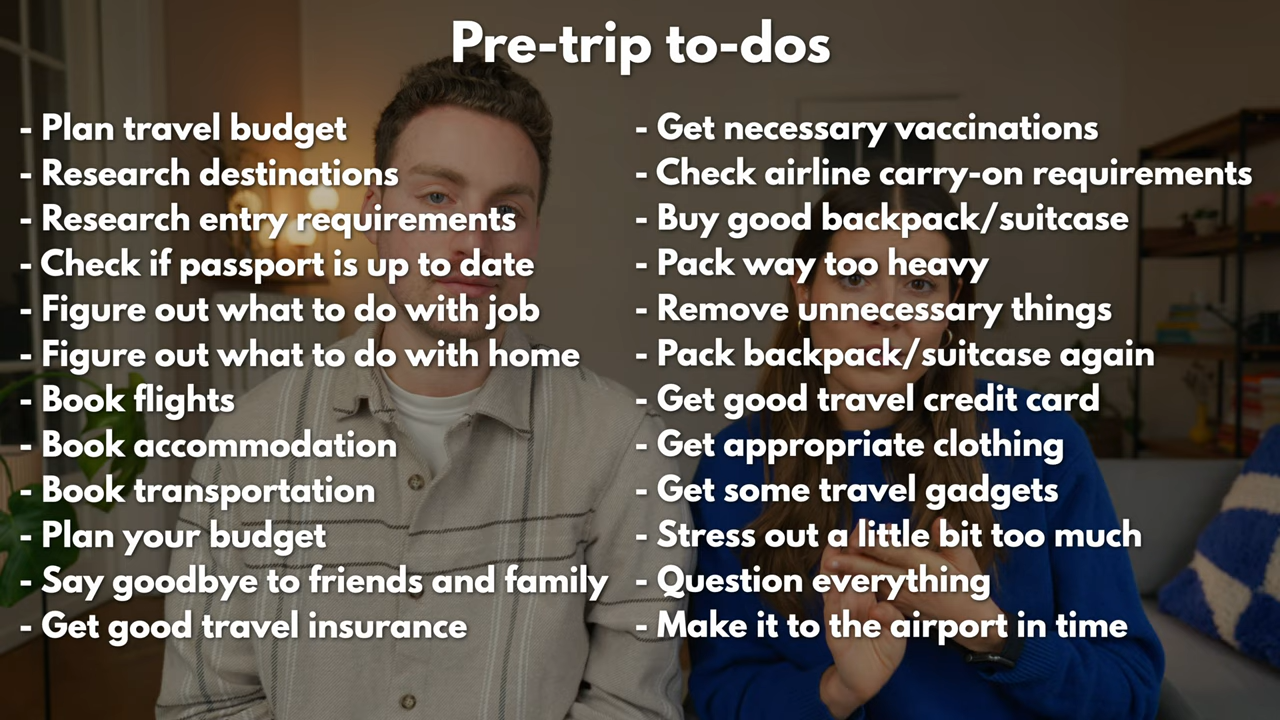 Pre-trip to-dos
- Plan travel budget
- Research destinations
- Research entry requirements
- Check if passport is up to date
- Figure out what to do with job
- Figure out what to do with home
- Book flights
- Book accommodation
- Book transportation
- Plan your budget
- Say goodbye to friends and family
- Get good travel insurance
- Get necessary vaccinations
- Check airline carry-on requirements
- Buy good backpack/suitcase
- Pack way too heavy
- Remove unnecessary things
- Pack backpack/suitcase again
- Get good travel credit card
- Get appropriate clothing
- Get some travel gadgets
- Stress out a little bit too much
- Question everything
- Make it to the airport in time